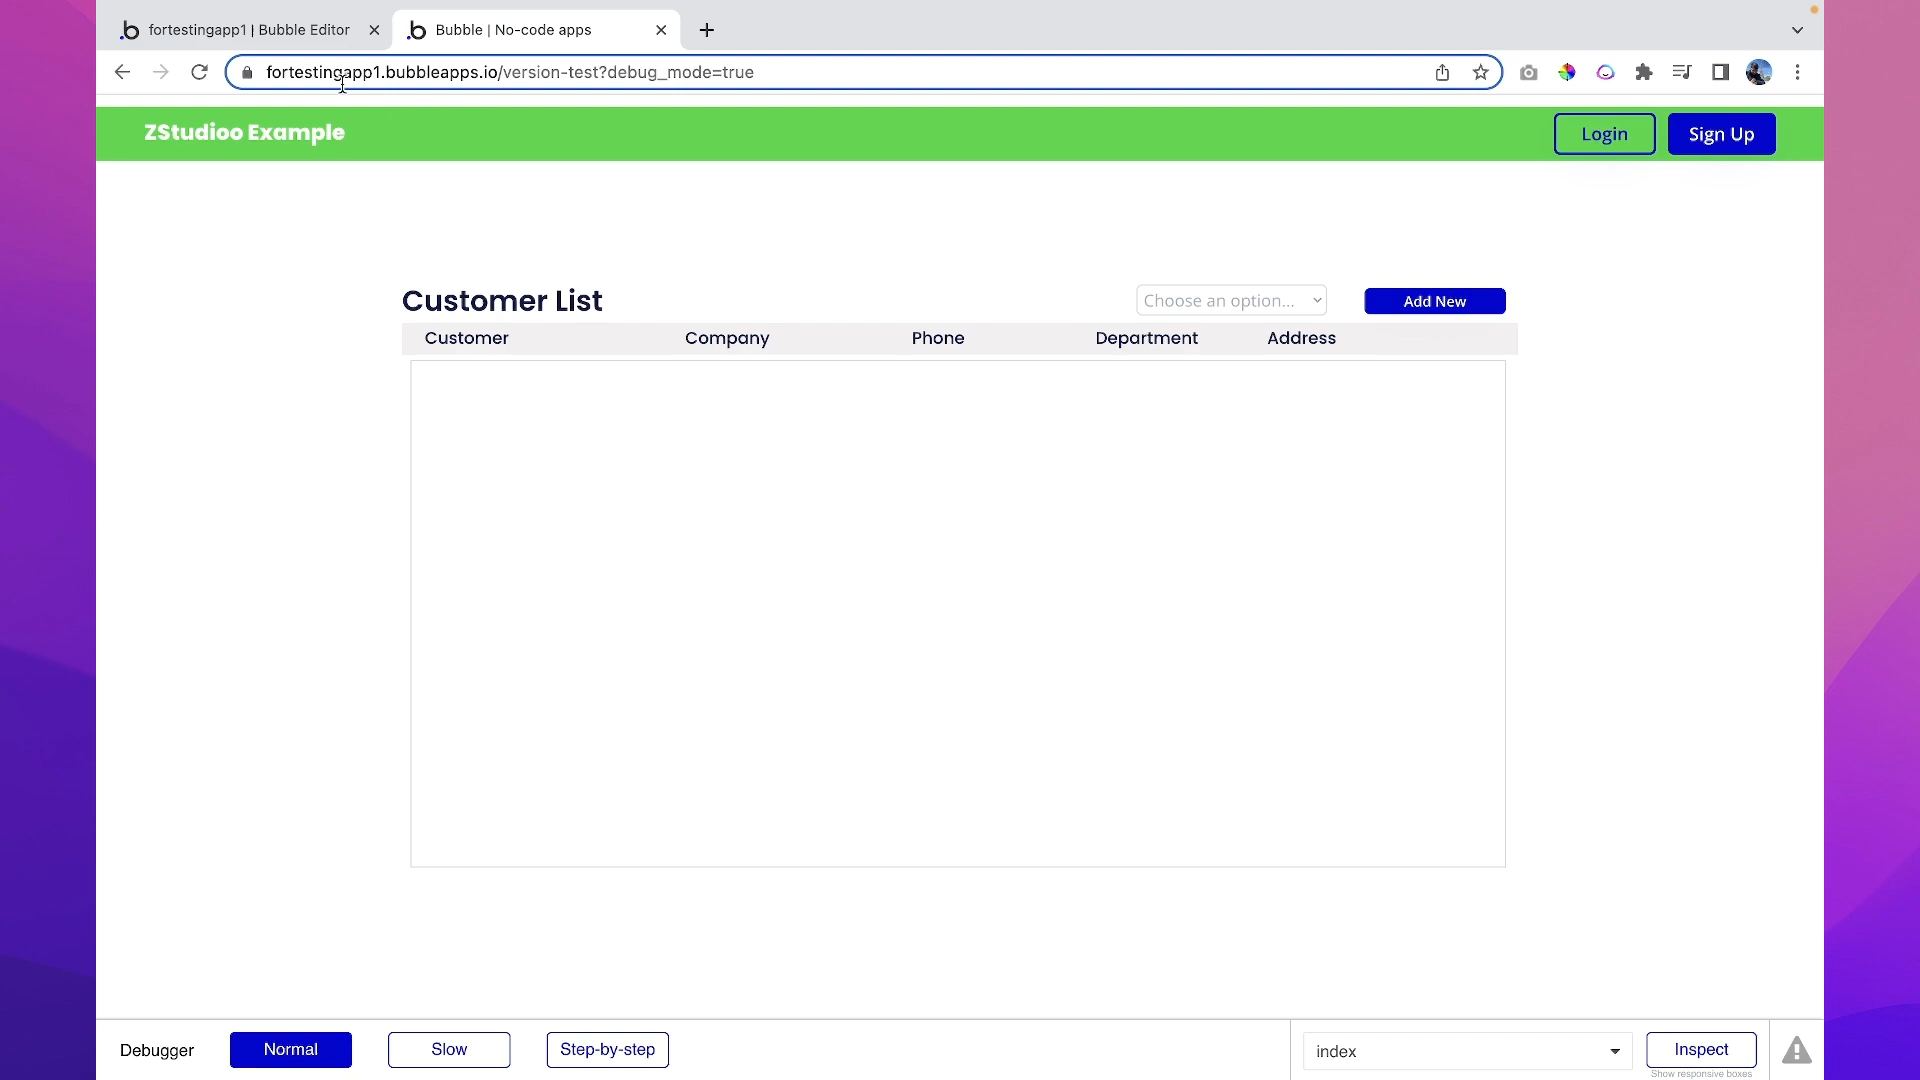 fortestingapp1 | Bubble Editor
Bubble | No-code apps
fortestingapp1.bubbleapps.io/version-test?debug_mode=true
ZStudioo Example
Login
Sign Up
Customer List
Choose an option...
Add New
Customer
Company
Phone
Department
Address
Debugger
Normal
Slow
Step-by-step
index
Inspect
Show responsive boxes